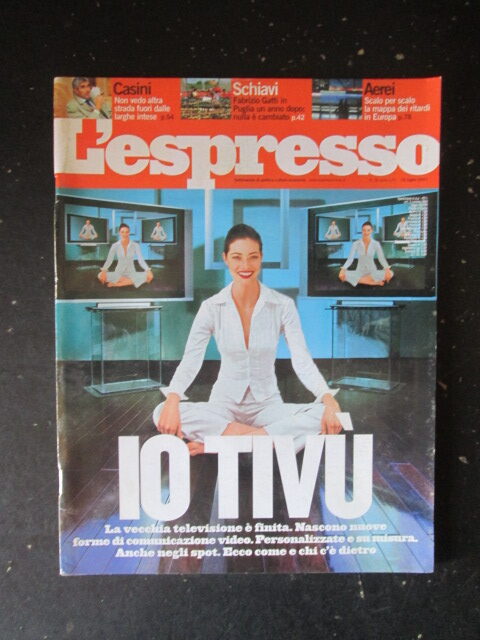 Casini
Non vedo altra
strada fuori dalle
larghe intese p.54
Schiavi
Fabrizio Gatti in
Puglia un anno dopo:
nulla è cambiato p.42
Aerei
Scalo per scalo
la mappa dei ritardi
in Europa p.78
L'espresso
IO TIVÙ
La vecchia televisione è finita. Nascono nuove
forme di comunicazione video. Personalizzate e su misura.
Anche negli spot. Ecco come e chi c'è dietro